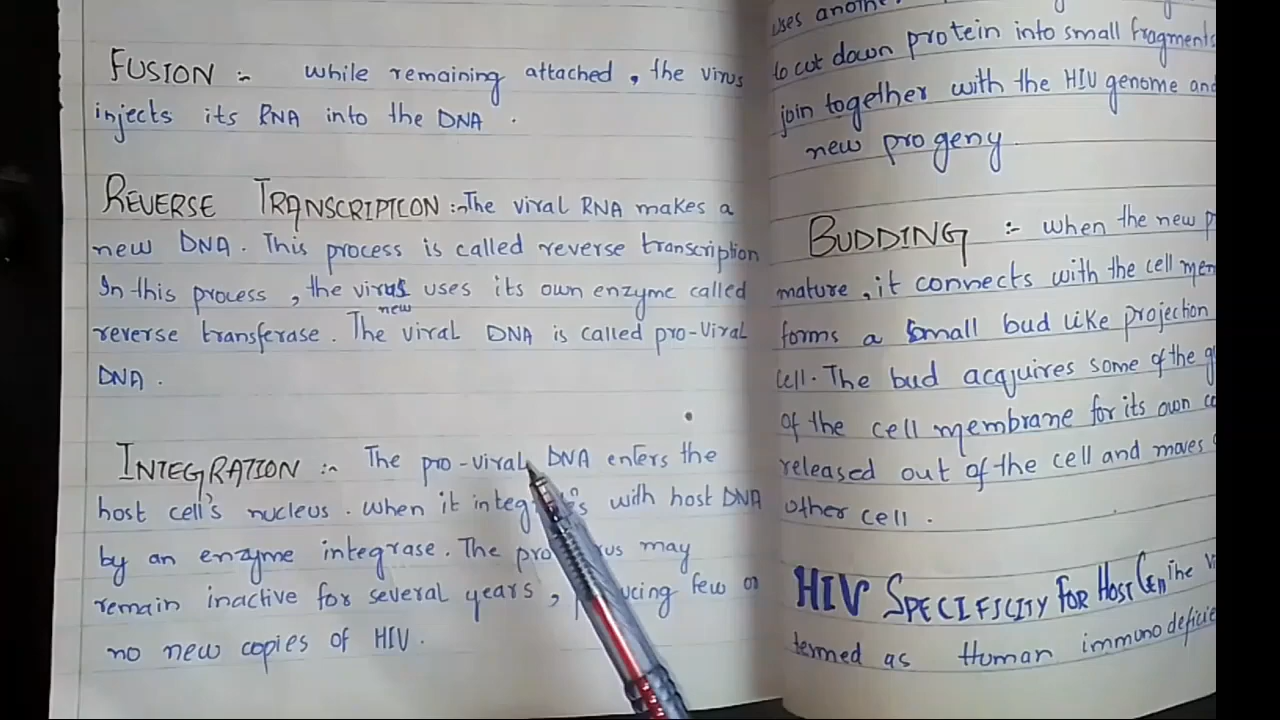 FUSION :- while remaining attached, the virus
injects its RNA into the DNA .
REVERSE TRANSCRIPTION :- The viral RNA makes a
new DNA. This process is called reverse transcription
In this process, the virus uses its own enzyme called
reverse transferase. The new viral DNA is called pro-viral
DNA .
INTEGRATION :- The pro-viral DNA enters the
host cell's nucleus. when it with host DNA
by an enzyme integrase. The may
remain inactive for several years, few or
no new copies of HIV.
uses
to cut down protein into small fragments
join together with the HIV genome and
new progeny
BUDDING :- when the new
mature, it connects with the cell
forms a small bud like projection
cell. The bud acquires some of the
of the cell membrane for its own
released out of the cell and moves
other cell .
HIV SPECIFICITY FOR HOST CELL The
termed as Human